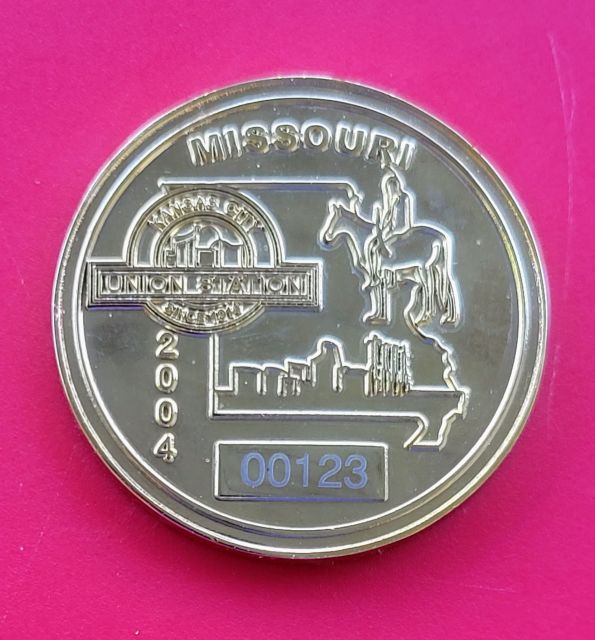 MISSOURI
KANSAS CITY
UNION STATION
2004
00123